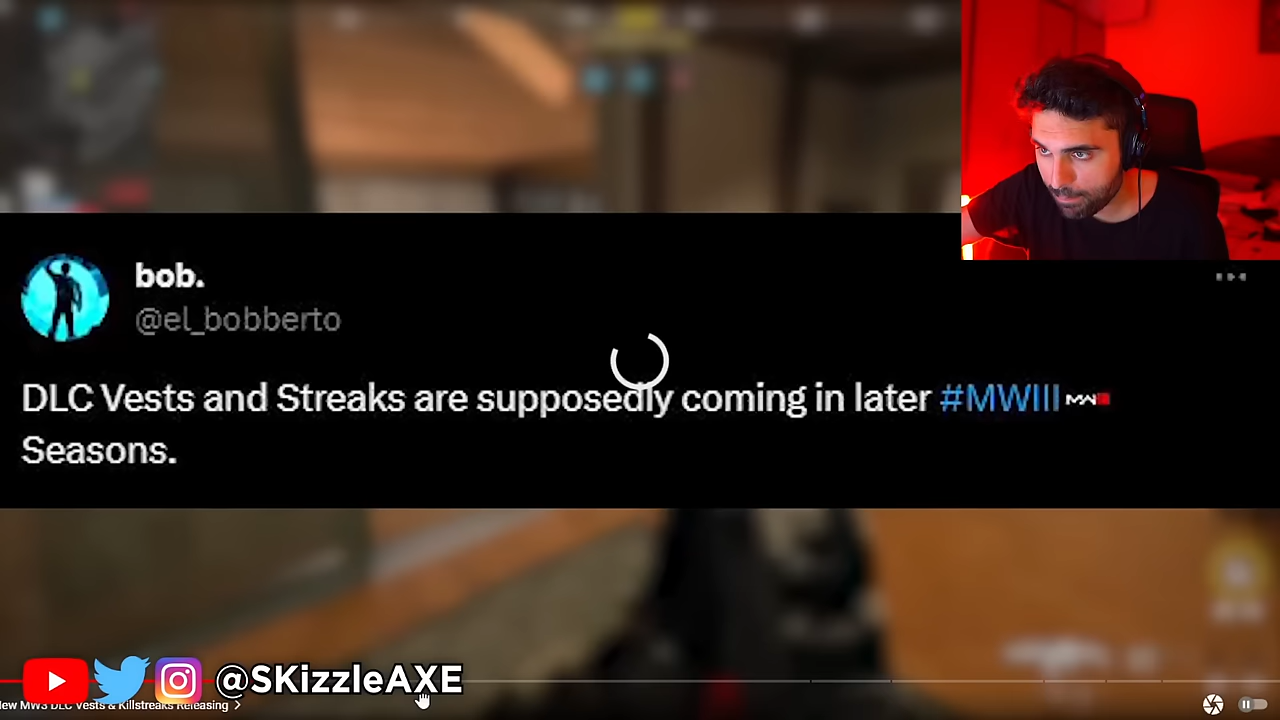 bob.
@el_bobberto
DLC Vests and Streaks are supposedly coming in later #MWIII MW
Seasons.
@SKizzleAXE
New MW3 DLC Vests & Killstreaks Releasing >